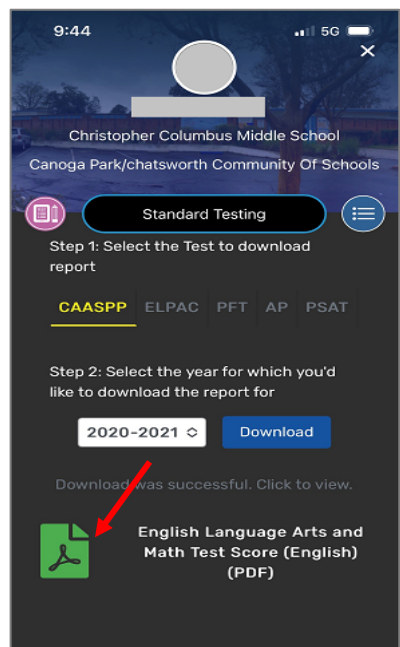 9:44
5G
Christopher Columbus Middle School
Canoga Park/chatsworth Community Of Schools
Standard Testing
Step 1: Select the Test to download
report
CAASPP ELPAC PFT AP PSAT
Step 2: Select the year for which you'd
like to download the report for
2020-2021 Download
Download was successful. Click to view.
English Language Arts and
Math Test Score (English)
(PDF)